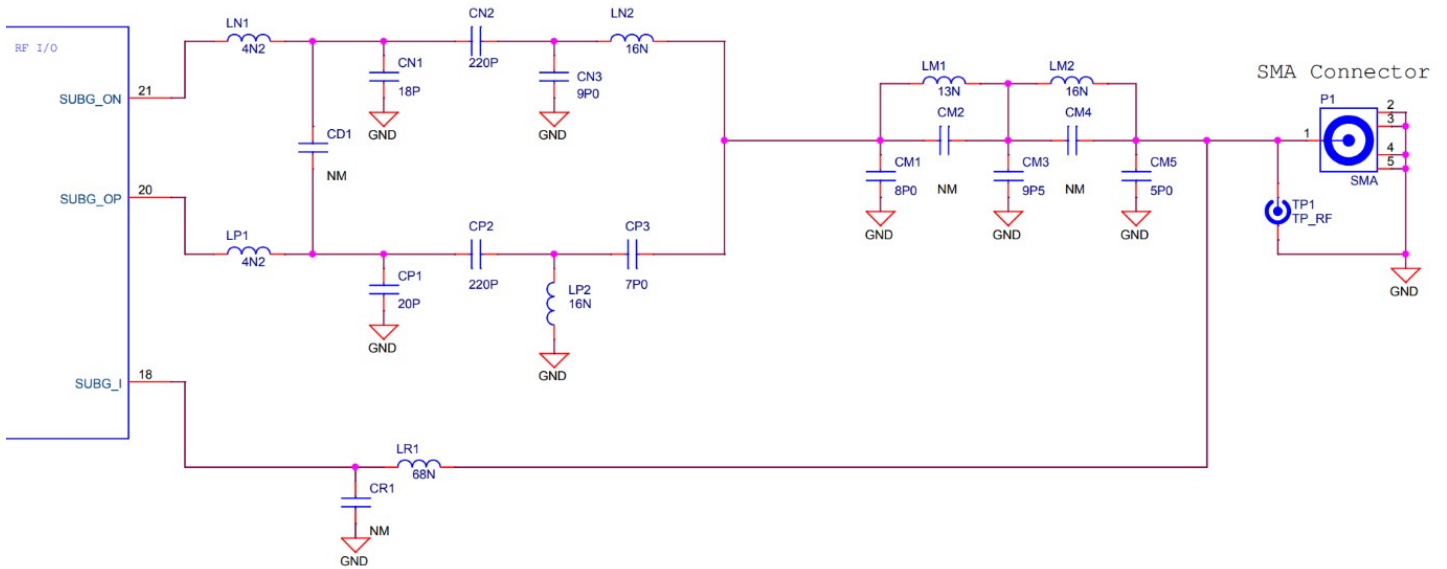 RF I/O
SUBG_ON
21
SUBG_OP
20
SUBG_I
18
LN1
4N2
CN1
18P
GND
CN2
220P
CN3
9P0
GND
LN2
16N
CD1
NM
LP1
4N2
CP1
20P
GND
CP2
220P
LP2
16N
GND
CP3
7P0
LM1
13N
LM2
16N
CM2
NM
CM4
NM
CM1
8P0
GND
CM3
9P5
GND
CM5
5P0
GND
SMA Connector
P1
1
2
3
4
5
SMA
TP1
TP_RF
GND
LR1
68N
CR1
NM
GND